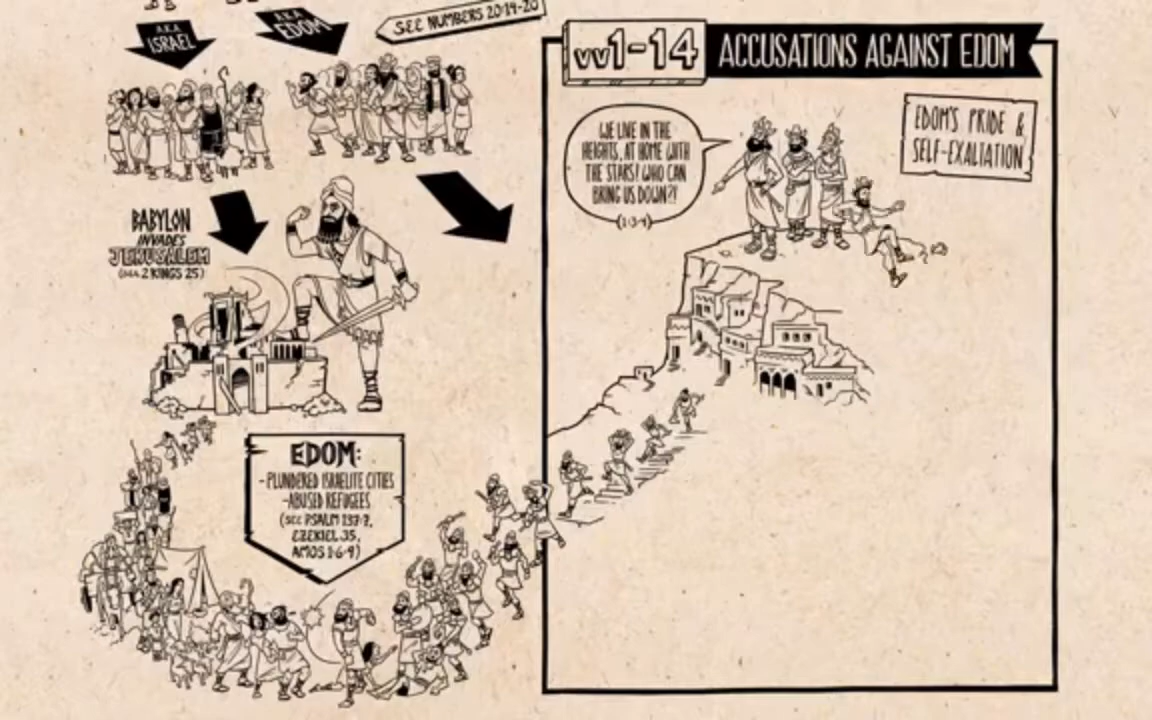 A.K.A.
ISRAEL
A.K.A.
EDOM
SEE NUMBERS 20:14-20
vv1-14
ACCUSATIONS AGAINST EDOM
WE LIVE IN THE
HEIGHTS, AT HOME WITH
THE STARS! WHO CAN
BRING US DOWN?!
(1:3-4)
EDOM'S PRIDE &
SELF-EXALTATION
BABYLON
INVADES
JERUSALEM
2 KINGS 25)
EDOM:
-PLUNDERED ISRAELITE CITIES
-ABUSED REFUGEES
(SEE PSALM 137:7,
EZEKIEL 35,
AMOS 1:6-9)